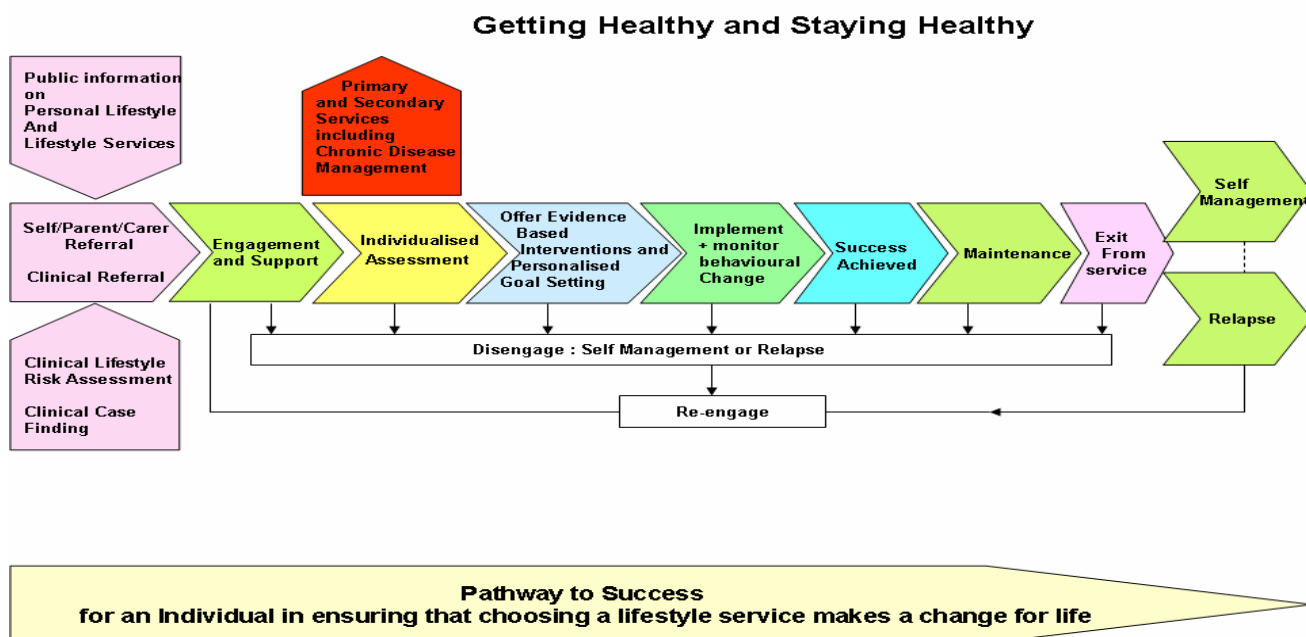 Getting Healthy and Staying Healthy
Public information
on
Personal Lifestyle
And
Lifestyle Services
Primary
and Secondary
Services
including
Chronic Disease
Management
Self/Parent/Carer
Referral
Clinical Referral
Engagement
and Support
Individualised
Assessment
Offer Evidence
Based
Interventions and
Personalised
Goal Setting
Implement
+ monitor
behavioural
Change
Success
Achieved
Maintenance
Exit
From
service
Self
Management
Relapse
Disengage : Self Management or Relapse
Re-engage
Clinical Lifestyle
Risk Assessment
Clinical Case
Finding
Pathway to Success
for an Individual in ensuring that choosing a lifestyle service makes a change for life